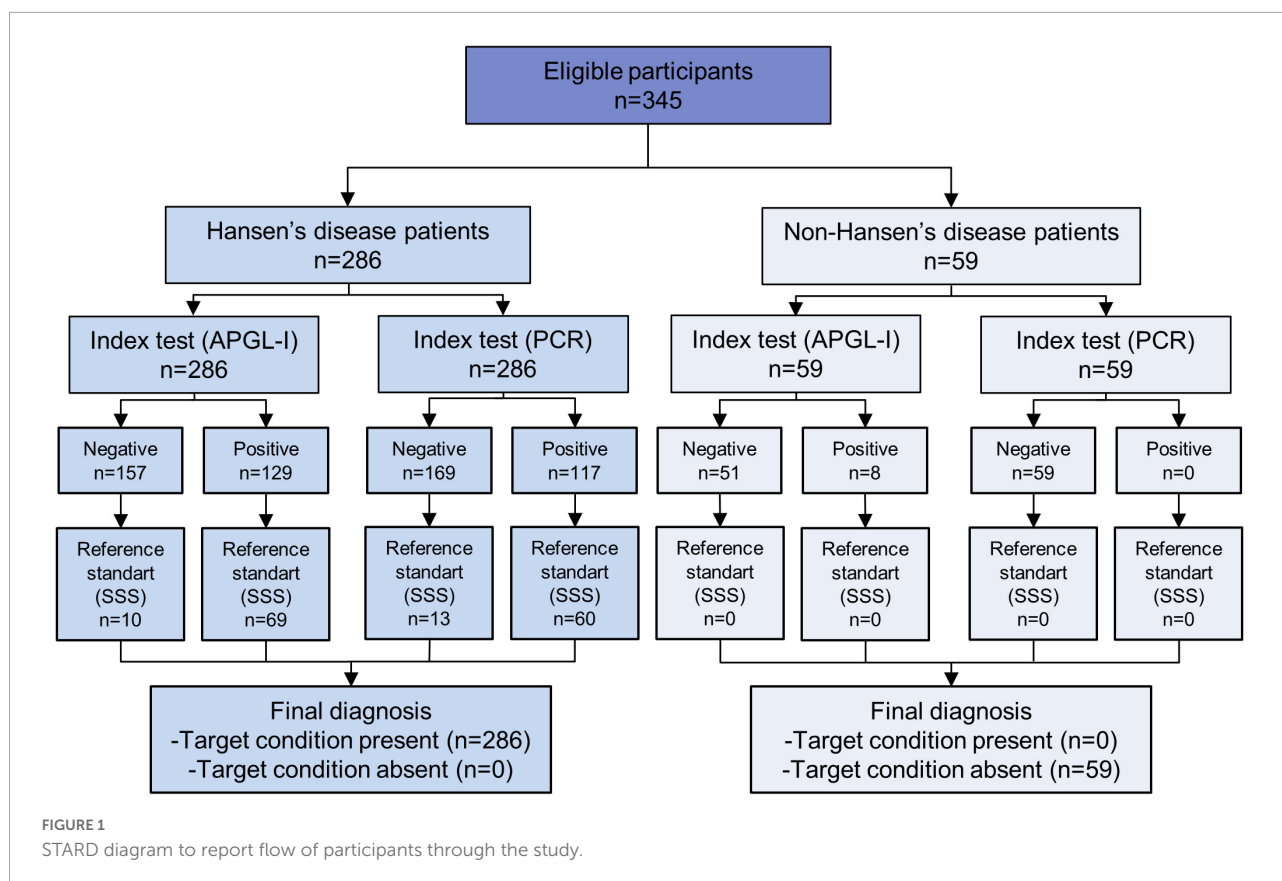 Eligible participants
n=345
Hansen's disease patients
n=286
Non-Hansen's disease patients
n=59
Index test (APGL-I)
n=286
Index test (PCR)
n=286
Index test (APGL-I)
n=59
Index test (PCR)
n=59
Negative
n=157
Positive
n=129
Negative
n=169
Positive
n=117
Negative
n=51
Positive
n=8
Negative
n=59
Positive
n=0
Reference
standart
(SSS)
n=10
Reference
standart
(SSS)
n=69
Reference
standart
(SSS)
n=13
Reference
standart
(SSS)
n=60
Reference
standart
(SSS)
n=0
Reference
standart
(SSS)
n=0
Reference
standart
(SSS)
n=0
Reference
standart
(SSS)
n=0
Final diagnosis
-Target condition present (n=286)
-Target condition absent (n=0)
Final diagnosis
-Target condition present (n=0)
-Target condition absent (n=59)
FIGURE 1
STARD diagram to report flow of participants through the study.